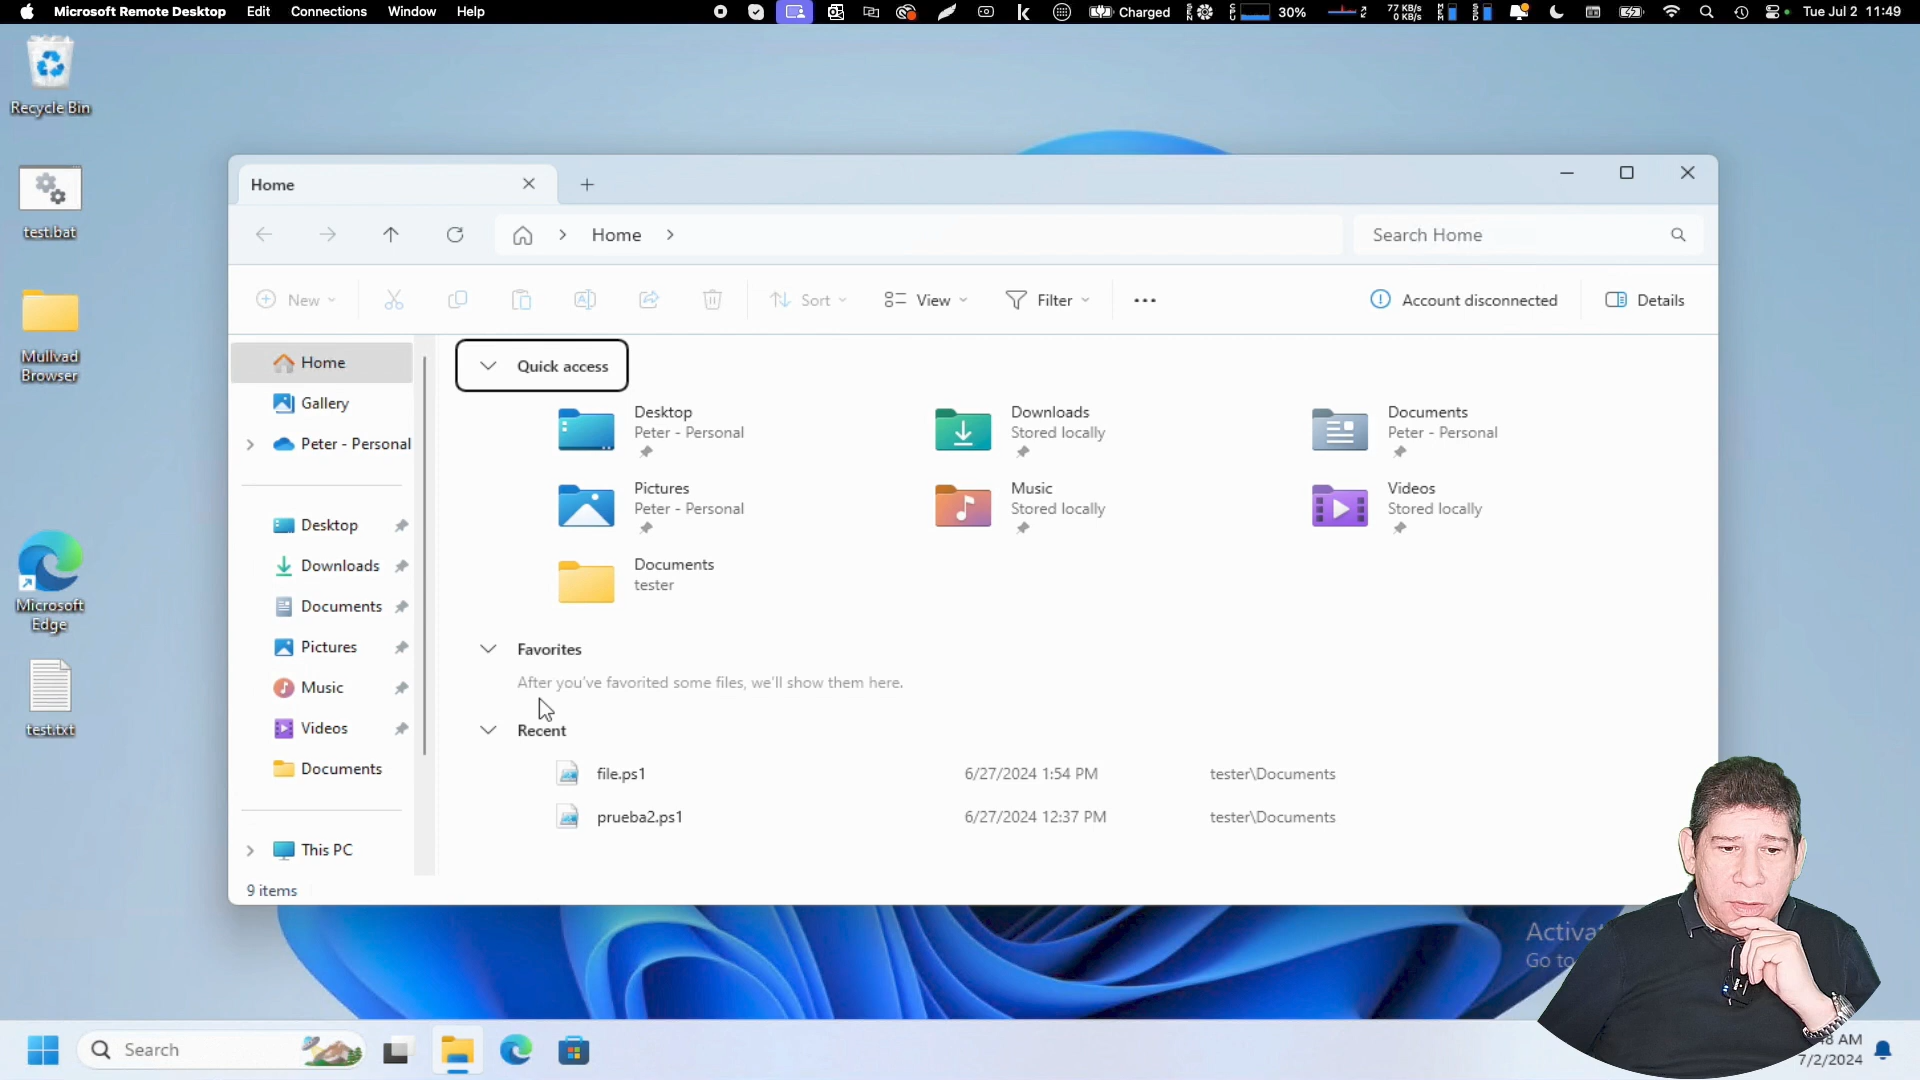 Microsoft Remote Desktop Edit Connections Window Help Charged 30% 77 KB/s 0 KB/s Tue Jul 2 11:49
Recycle Bin
test.bat
Mullvad
Browser
Microsoft
Edge
test.txt
Home
Home
Search Home
New
Sort
View
Filter
Account disconnected
Details
Home
Gallery
Peter - Personal
Desktop
Downloads
Documents
Pictures
Music
Videos
Documents
This PC
Quick access
Desktop
Peter - Personal
Downloads
Stored locally
Documents
Peter - Personal
Pictures
Peter - Personal
Music
Stored locally
Videos
Stored locally
Documents
tester
Favorites
After you've favorited some files, we'll show them here.
Recent
file.ps1 6/27/2024 1:54 PM tester\Documents
prueba2.ps1 6/27/2024 12:37 PM tester\Documents
9 items
Go to
Search
AM
7/2/2024